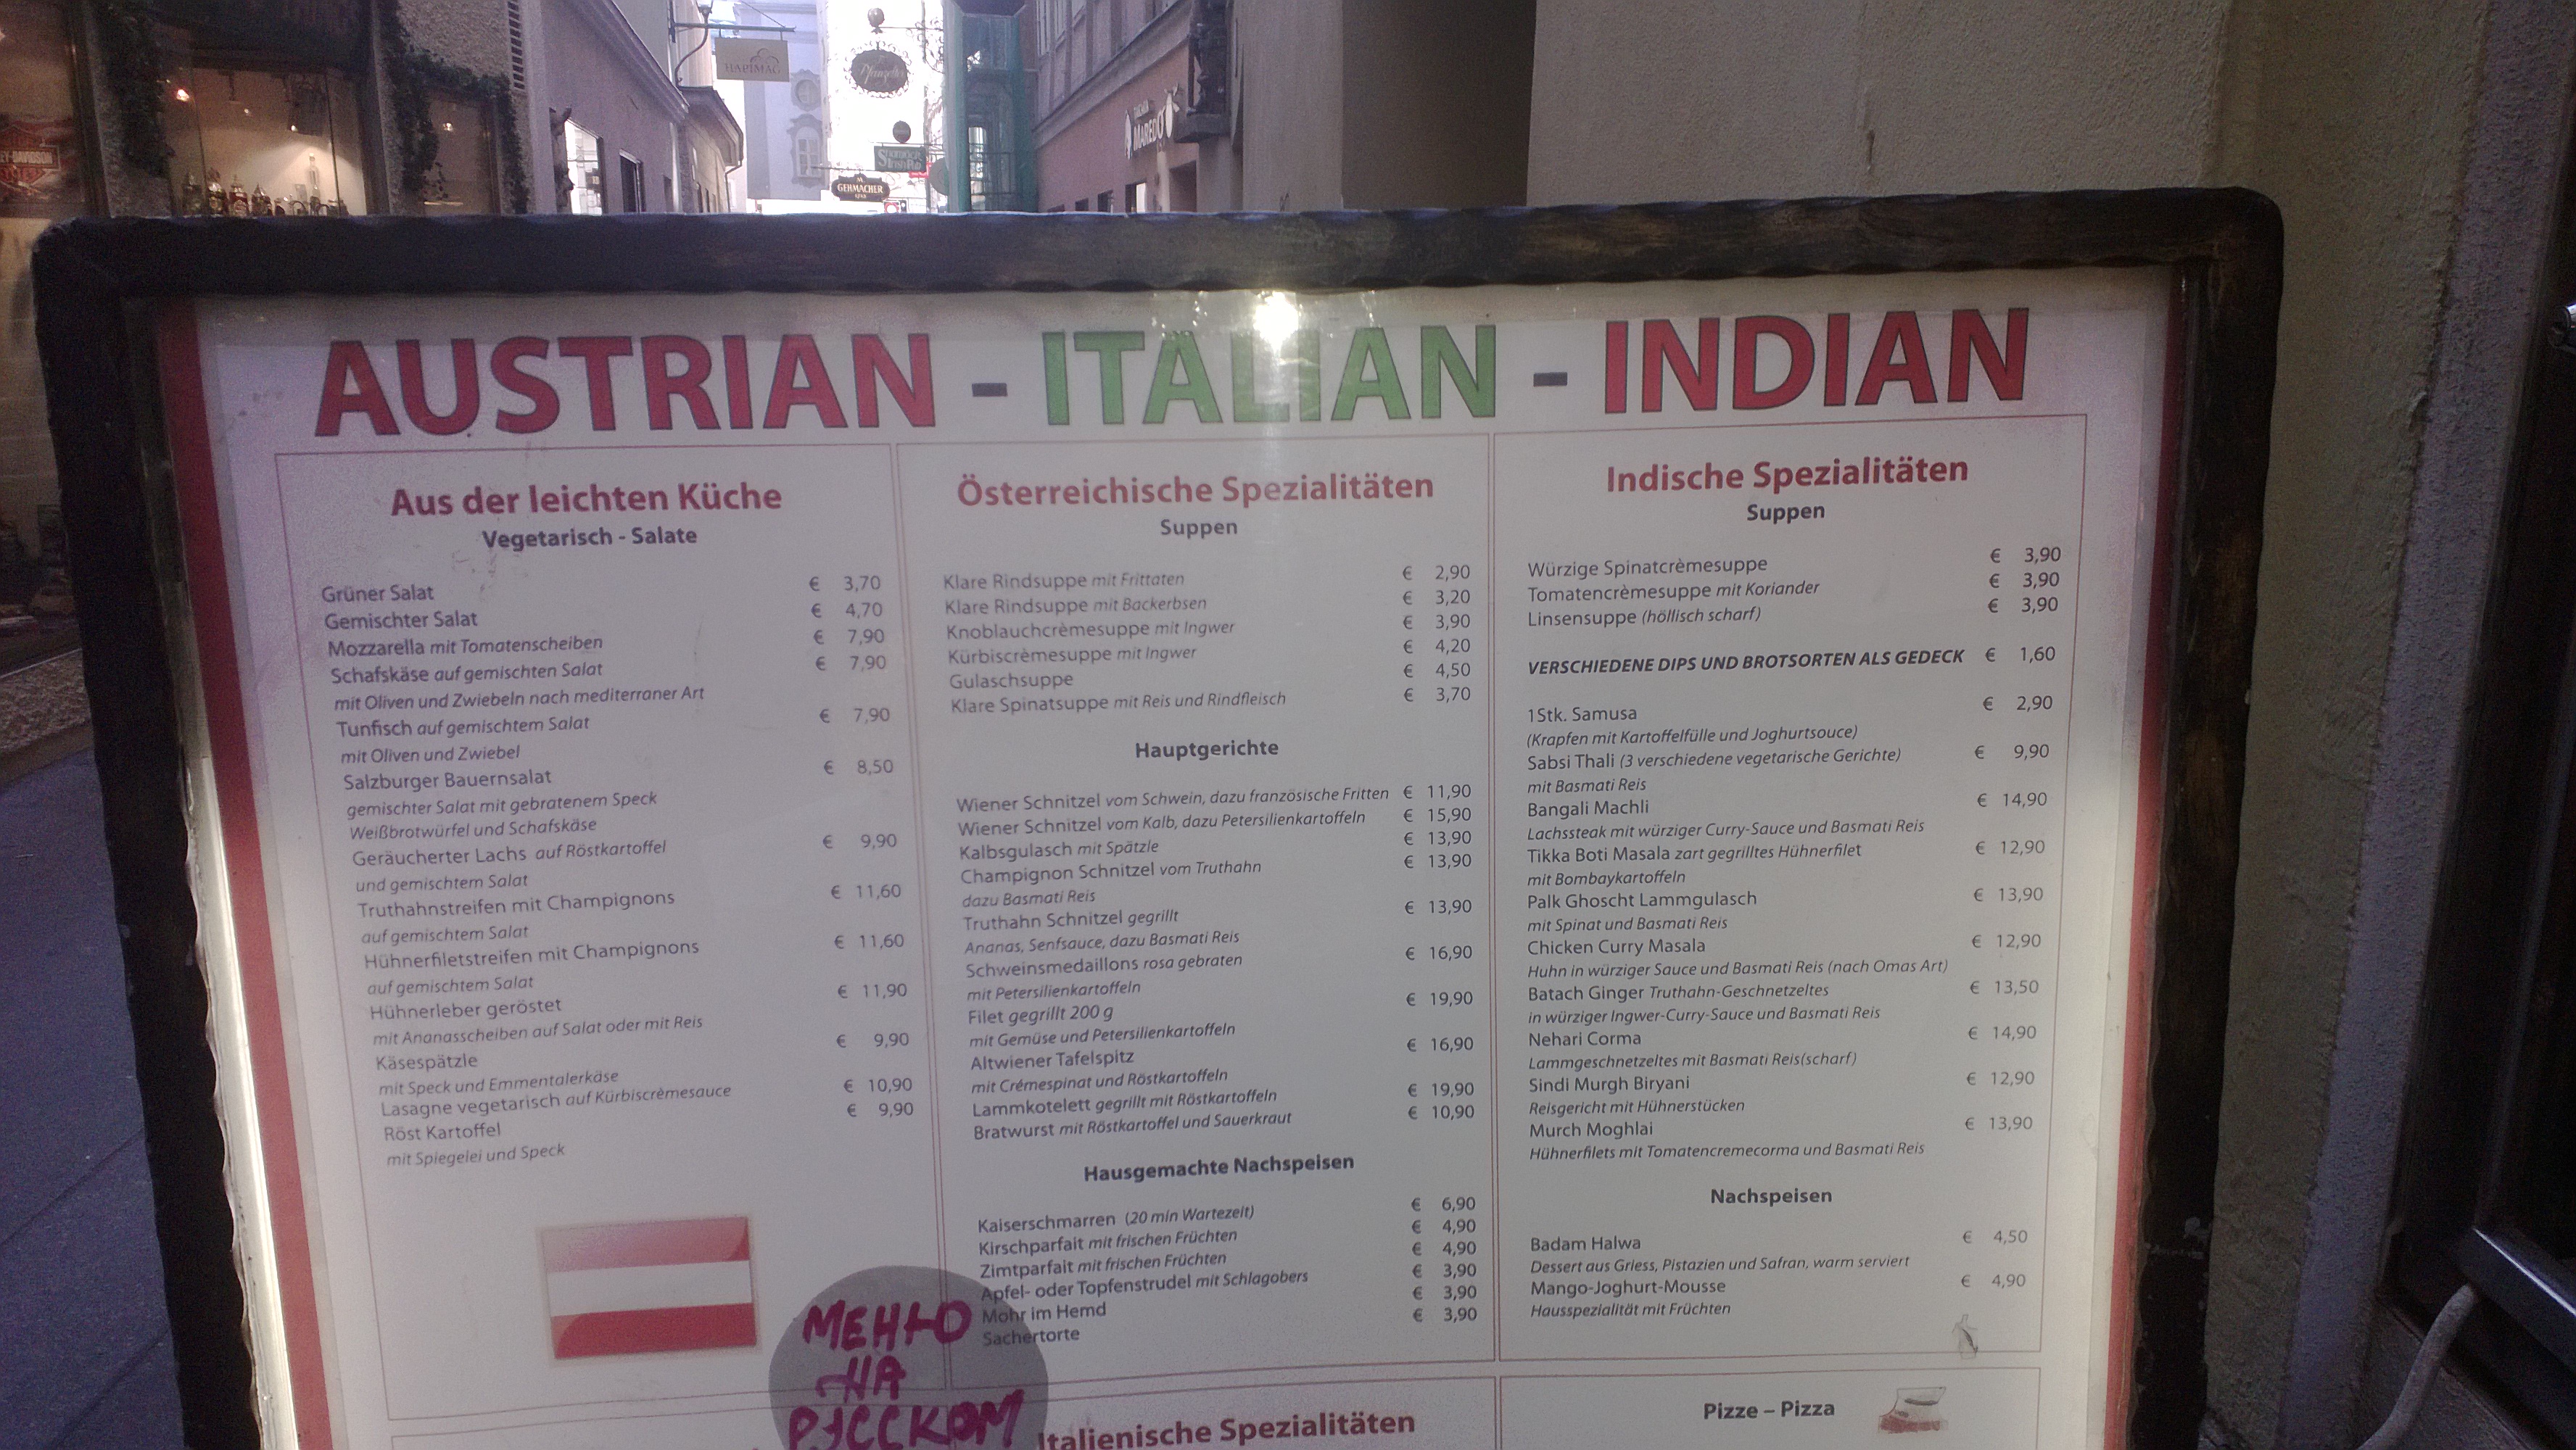 HAPIMAG
Shamrock
GEHMACHER
MAREDO
EY-DAVIDSON
AUSTRIAN - ITALIAN - INDIAN
Aus der leichten Küche
Vegetarisch - Salate
Grüner Salat € 3,70
Gemischter Salat € 4,70
Mozzarella mit Tomatenscheiben € 7,90
Schafskäse auf gemischten Salat € 7,90
mit Oliven und Zwiebeln nach mediterraner Art
Tunfisch auf gemischtem Salat € 7,90
mit Oliven und Zwiebel
Salzburger Bauernsalat € 8,50
gemischter Salat mit gebratenem Speck
Weißbrotwürfel und Schafskäse
Geräucherter Lachs auf Röstkartoffel € 9,90
und gemischtem Salat
Truthahnstreifen mit Champignons € 11,60
auf gemischtem Salat
Hühnerfiletstreifen mit Champignons € 11,60
auf gemischtem Salat
Hühnerleber geröstet € 11,90
mit Ananasscheiben auf Salat oder mit Reis
Käsespätzle € 9,90
mit Speck und Emmentalerkäse
Lasagne vegetarisch auf Kürbiscrèmesauce € 10,90
Röst Kartoffel € 9,90
mit Spiegelei und Speck
Österreichische Spezialitäten
Suppen
Klare Rindsuppe mit Frittaten € 2,90
Klare Rindsuppe mit Backerbsen € 3,20
Knoblauchcrèmesuppe mit Ingwer € 3,90
Kürbiscrèmesuppe mit Ingwer € 4,20
Gulaschsuppe € 4,50
Klare Spinatsuppe mit Reis und Rindfleisch € 3,70
Hauptgerichte
Wiener Schnitzel vom Schwein, dazu französische Fritten € 11,90
Wiener Schnitzel vom Kalb, dazu Petersilienkartoffeln € 15,90
Kalbsgulasch mit Spätzle € 13,90
Champignon Schnitzel vom Truthahn € 13,90
dazu Basmati Reis
Truthahn Schnitzel gegrillt € 13,90
Ananas, Senfsauce, dazu Basmati Reis
Schweinsmedaillons rosa gebraten € 16,90
mit Petersilienkartoffeln
Filet gegrillt 200 g € 19,90
mit Gemüse und Petersilienkartoffeln
Altwiener Tafelspitz € 16,90
mit Crémespinat und Röstkartoffeln
Lammkotelett gegrillt mit Röstkartoffeln € 19,90
Bratwurst mit Röstkartoffel und Sauerkraut € 10,90
Hausgemachte Nachspeisen
Kaiserschmarren (20 min Wartezeit) € 6,90
Kirschparfait mit frischen Früchten € 4,90
Zimtparfait mit frischen Früchten € 4,90
Apfel- oder Topfenstrudel mit Schlagobers € 3,90
Mohr im Hemd € 3,90
Sachertorte € 3,90
Indische Spezialitäten
Suppen
Würzige Spinatcrèmesuppe € 3,90
Tomatencrèmesuppe mit Koriander € 3,90
Linsensuppe (höllisch scharf) € 3,90
VERSCHIEDENE DIPS UND BROTSORTEN ALS GEDECK € 1,60
1Stk. Samusa € 2,90
(Krapfen mit Kartoffelfülle und Joghurtsouce)
Sabsi Thali (3 verschiedene vegetarische Gerichte) € 9,90
mit Basmati Reis
Bangali Machli € 14,90
Lachssteak mit würziger Curry-Sauce und Basmati Reis
Tikka Boti Masala zart gegrilltes Hühnerfilet € 12,90
mit Bombaykartoffeln
Palk Ghoscht Lammgulasch € 13,90
mit Spinat und Basmati Reis
Chicken Curry Masala € 12,90
Huhn in würziger Sauce und Basmati Reis (nach Omas Art)
Batach Ginger Truthahn-Geschnetzeltes € 13,50
in würziger Ingwer-Curry-Sauce und Basmati Reis
Nehari Corma € 14,90
Lammgeschnetzeltes mit Basmati Reis(scharf)
Sindi Murgh Biryani € 12,90
Reisgericht mit Hühnerstücken
Murch Moghlai € 13,90
Hühnerfilets mit Tomatencremecorma und Basmati Reis
Nachspeisen
Badam Halwa € 4,50
Dessert aus Griess, Pistazien und Safran, warm serviert
Mango-Joghurt-Mousse € 4,90
Hausspezialität mit Früchten
МЕНЮ
НА
РУССКОМ
Italienische Spezialitäten
Pizze – Pizza